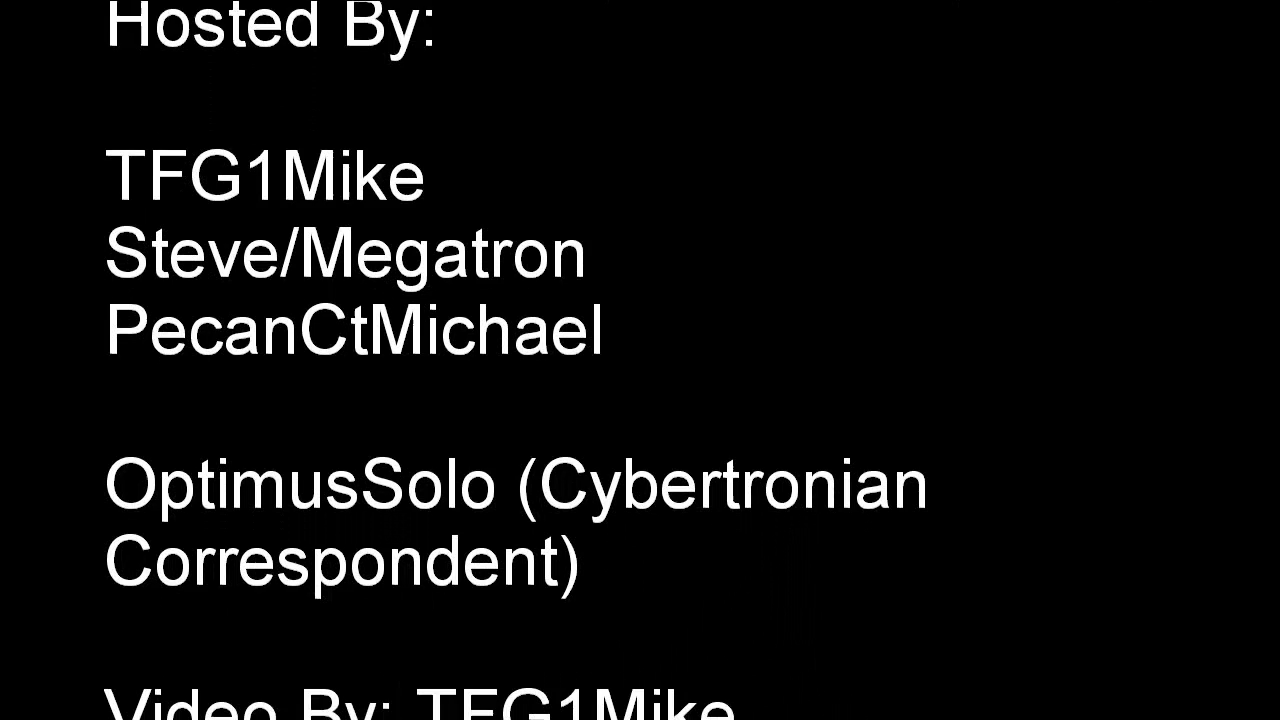 Hosted By:
TFG1Mike
Steve/Megatron
PecanCtMichael
OptimusSolo (Cybertronian
Correspondent)
Video By: TFG1Mike